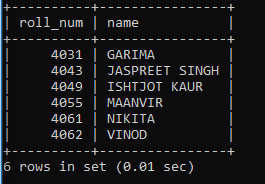 +----------+----------------+
| roll_num | name           |
+----------+----------------+
|     4031 | GARIMA         |
|     4043 | JASPREET SINGH |
|     4049 | ISHTJOT KAUR   |
|     4055 | MAANVIR        |
|     4061 | NIKITA         |
|     4062 | VINOD          |
+----------+----------------+
6 rows in set (0.01 sec)